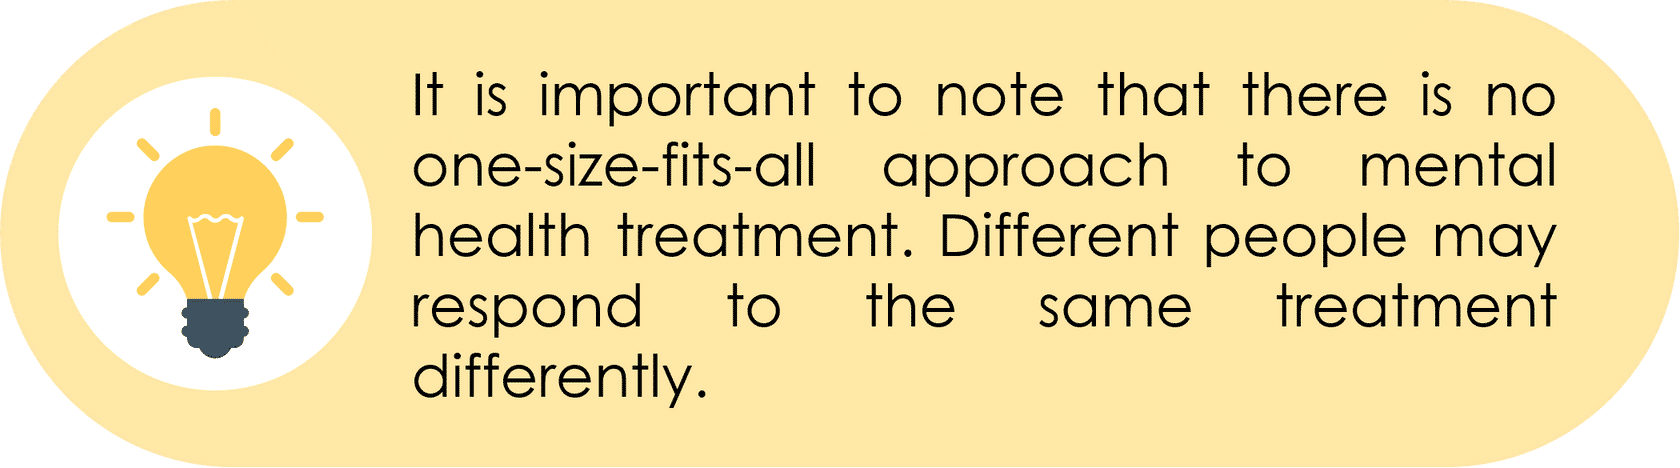 It is important to note that there is no
one-size-fits-all approach to mental
health treatment. Different people may
respond to the same treatment
differently.